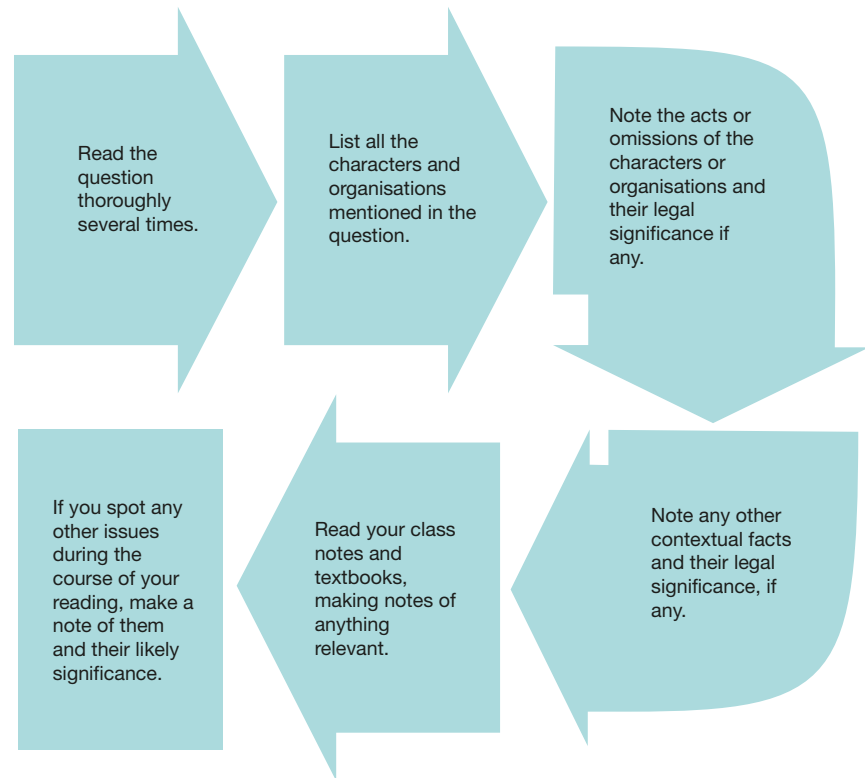 Read the
question
thoroughly
several times.
List all the
characters and
organisations
mentioned in the
question.
Note the acts or
omissions of the
characters or
organisations and
their legal
significance if
any.
Note any other
contextual facts
and their legal
significance, if
any.
Read your class
notes and
textbooks,
making notes of
anything
relevant.
If you spot any
other issues
during the
course of your
reading, make a
note of them
and their likely
significance.